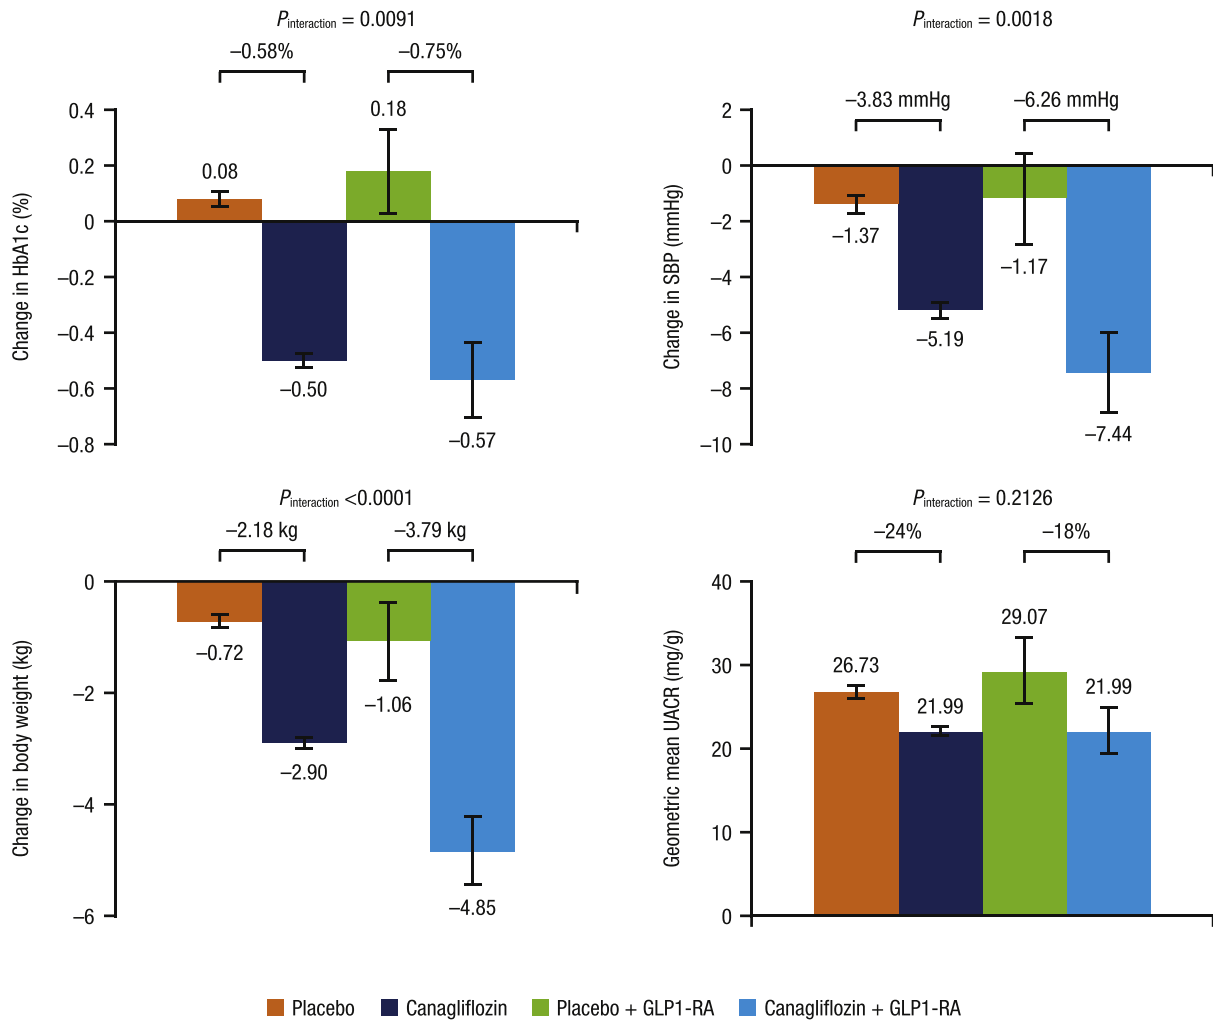 Pinteraction = 0.0091
–0.58%
–0.75%
0.4
0.2
0
–0.2
–0.4
–0.6
–0.8
Change in HbA1c (%)
0.08
–0.50
0.18
–0.57
Pinteraction = 0.0018
–3.83 mmHg
–6.26 mmHg
2
0
–2
–4
–6
–8
–10
Change in SBP (mmHg)
–1.37
–5.19
–1.17
–7.44
Pinteraction <0.0001
–2.18 kg
–3.79 kg
0
–2
–4
–6
Change in body weight (kg)
–0.72
–2.90
–1.06
–4.85
Pinteraction = 0.2126
–24%
–18%
40
30
20
10
0
Geometric mean UACR (mg/g)
26.73
21.99
29.07
21.99
Placebo
Canagliflozin
Placebo + GLP1-RA
Canagliflozin + GLP1-RA